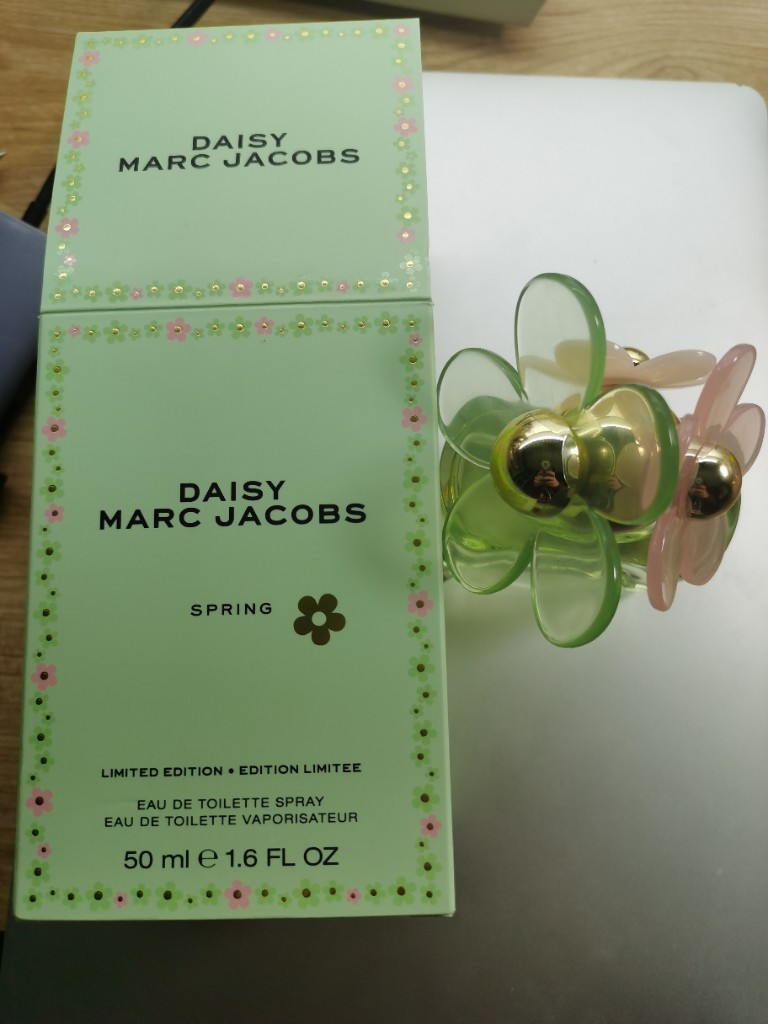 DAISY
MARC JACOBS
DAISY
MARC JACOBS
SPRING
LIMITED EDITION • EDITION LIMITEE
EAU DE TOILETTE SPRAY
EAU DE TOILETTE VAPORISATEUR
50 ml ℮ 1.6 FL OZ